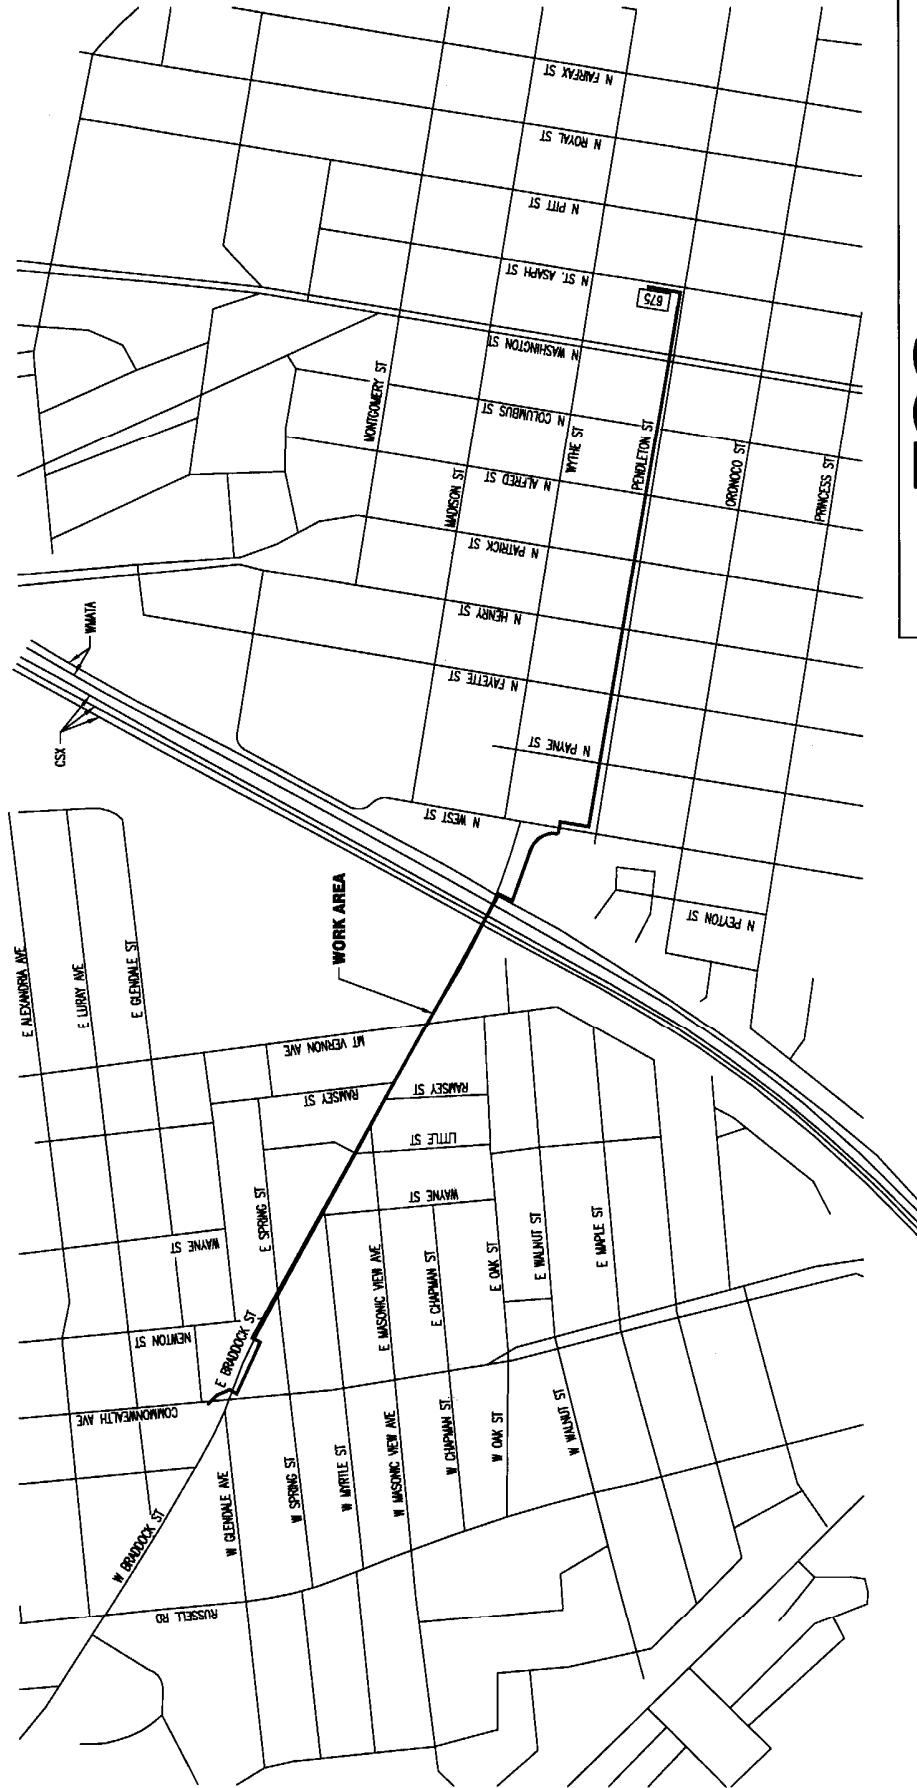 N FAIRFAX ST
N ROYAL ST
N PITT ST
N ST. ASAPH ST
675
N WASHINGTON ST
MONTGOMERY ST
N COLUMBUS ST
WYTHE ST
PENDLETON ST
MADISON ST
N ALFRED ST
ORONOCO ST
PRINCESS ST
N PATRICK ST
N HENRY ST
N FAYETTE ST
N PAYNE ST
N WEST ST
N PEYTON ST
WMATA
CSX
WORK AREA
E ALEXANDRIA AVE
E LURAY AVE
E GLENDALE ST
MT VERNON AVE
RAMSEY ST
RAMSEY ST
LITTLE ST
WAYNE ST
WAYNE ST
E SPRING ST
E MASONIC VIEW AVE
E CHAPMAN ST
E OAK ST
E WALNUT ST
E MAPLE ST
NEWTON ST
E BRADDOCK ST
COMMONWEALTH AVE
W BRADDOCK ST
W GLENDALE AVE
W SPRING ST
W MYRTLE ST
W MASONIC VIEW AVE
W CHAPMAN ST.
W OAK ST
W WALNUT ST
RUSSELL RD